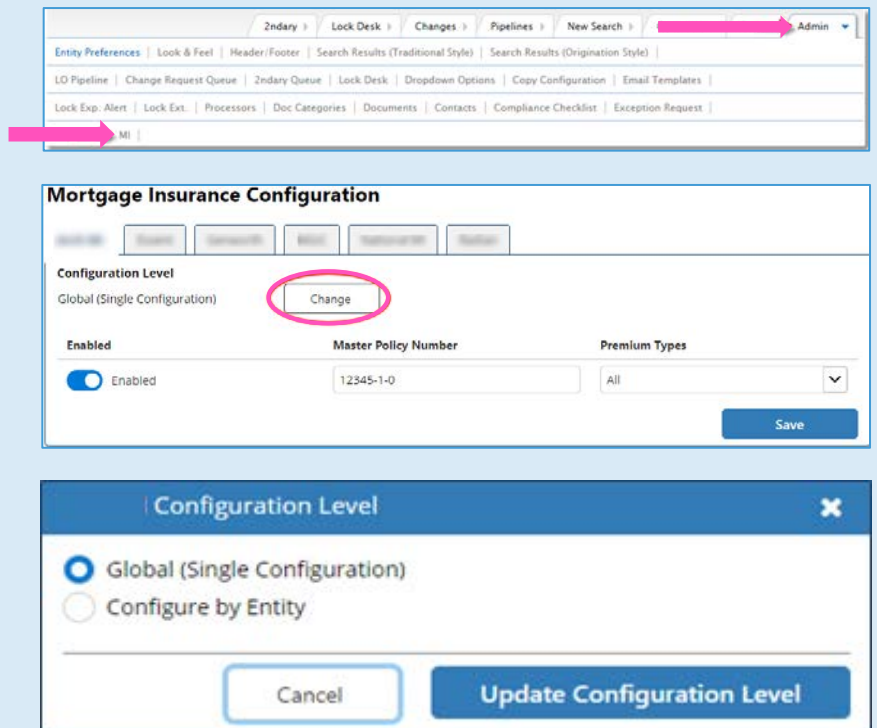 2ndary Lock Desk Changes Pipelines New Search Admin
Entity Preferences | Look & Feel | Header/Footer | Search Results (Traditional Style) | Search Results (Origination Style) |
LO Pipeline | Change Request Queue | 2ndary Queue | Lock Desk | Dropdown Options | Copy Configuration | Email Templates |
Lock Exp. Alert | Lock Ext. | Processors | Doc Categories | Documents | Contacts | Compliance Checklist | Exception Request |
MI |
Mortgage Insurance Configuration
Configuration Level
Global (Single Configuration) Change
Enabled Master Policy Number Premium Types
Enabled 12345-1-0 All
Save
Configuration Level
Global (Single Configuration)
Configure by Entity
Cancel Update Configuration Level